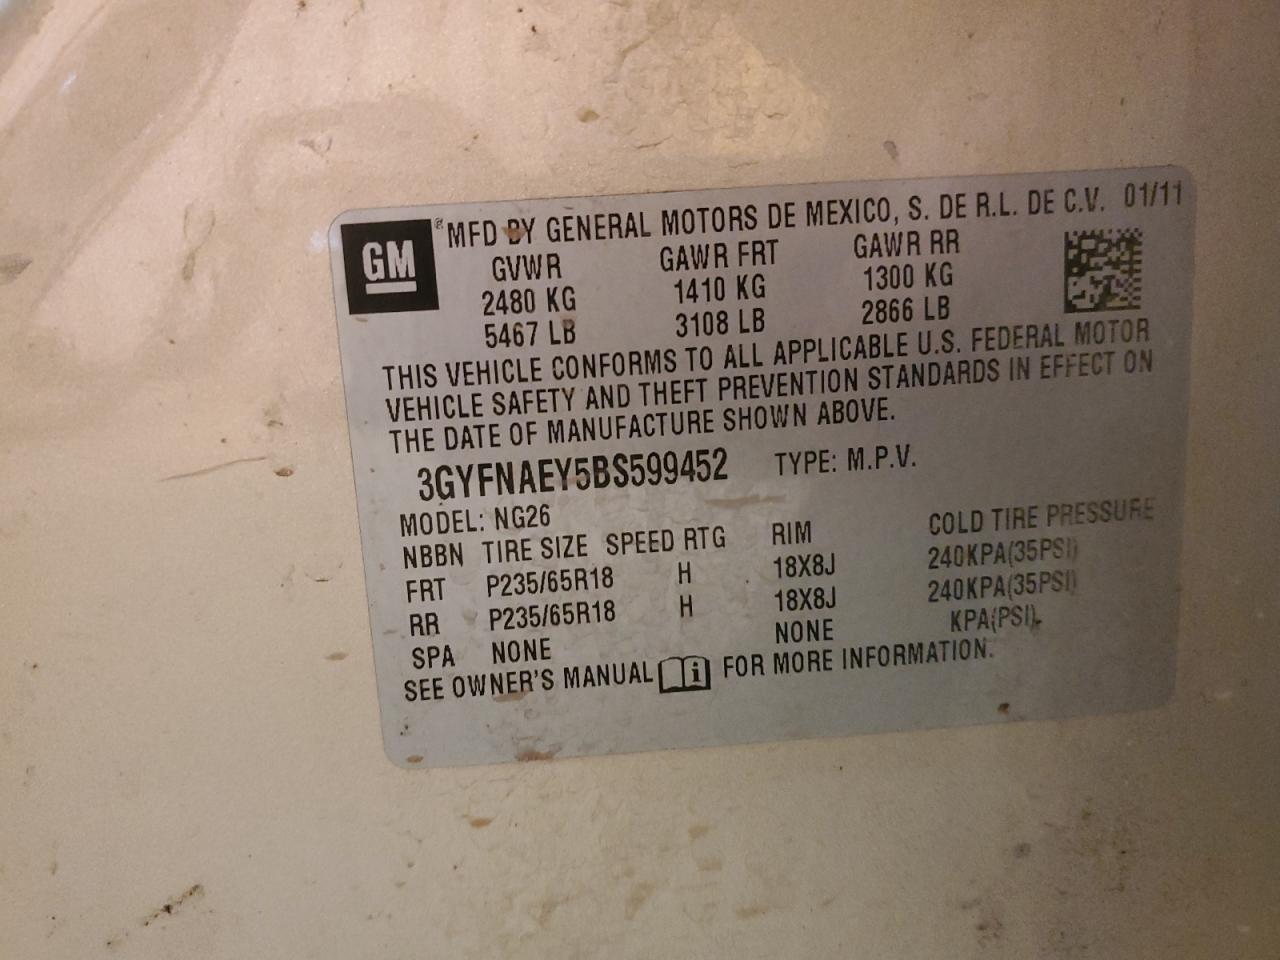 GM ® MFD BY GENERAL MOTORS DE MEXICO, S. DE R.L. DE C.V. 01/11
GVWR GAWR FRT GAWR RR
2480 KG 1410 KG 1300 KG
5467 LB 3108 LB 2866 LB
THIS VEHICLE CONFORMS TO ALL APPLICABLE U.S. FEDERAL MOTOR
VEHICLE SAFETY AND THEFT PREVENTION STANDARDS IN EFFECT ON
THE DATE OF MANUFACTURE SHOWN ABOVE.
3GYFNAEY5BS599452 TYPE: M.P.V.
MODEL: NG26
NBBN TIRE SIZE SPEED RTG RIM COLD TIRE PRESSURE
FRT P235/65R18 H 18X8J 240KPA(35PSI)
RR P235/65R18 H 18X8J 240KPA(35PSI)
SPA NONE NONE KPA(PSI)
SEE OWNER'S MANUAL i FOR MORE INFORMATION.